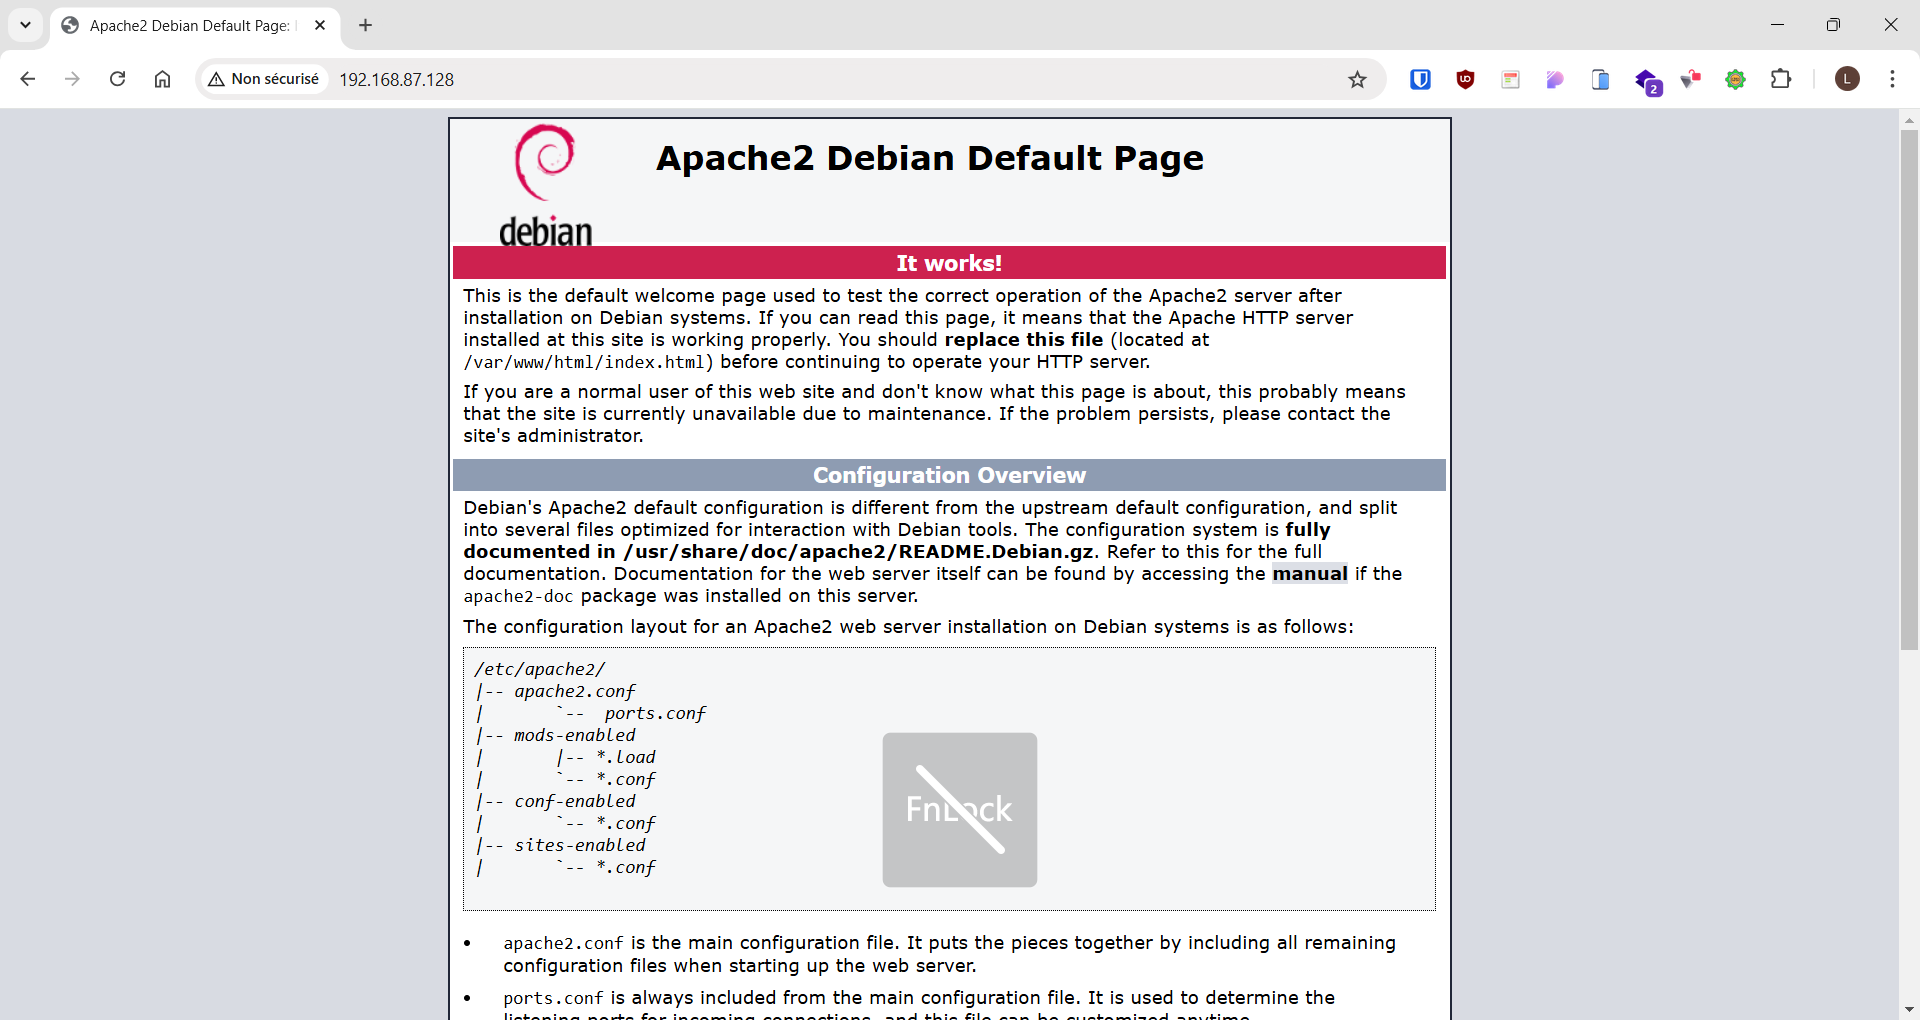 Apache2 Debian Default Page:
Non sécurisé
192.168.87.128
2
L
debian
Apache2 Debian Default Page
It works!
This is the default welcome page used to test the correct operation of the Apache2 server after
installation on Debian systems. If you can read this page, it means that the Apache HTTP server
installed at this site is working properly. You should replace this file (located at
/var/www/html/index.html) before continuing to operate your HTTP server.
If you are a normal user of this web site and don't know what this page is about, this probably means
that the site is currently unavailable due to maintenance. If the problem persists, please contact the
site's administrator.
Configuration Overview
Debian's Apache2 default configuration is different from the upstream default configuration, and split
into several files optimized for interaction with Debian tools. The configuration system is fully
documented in /usr/share/doc/apache2/README.Debian.gz. Refer to this for the full
documentation. Documentation for the web server itself can be found by accessing the manual if the
apache2-doc package was installed on this server.
The configuration layout for an Apache2 web server installation on Debian systems is as follows:
/etc/apache2/
|-- apache2.conf
|       `--  ports.conf
|-- mods-enabled
|       |-- *.load
|       `-- *.conf
|-- conf-enabled
|       `-- *.conf
|-- sites-enabled
|       `-- *.conf
FnLock
• apache2.conf is the main configuration file. It puts the pieces together by including all remaining
configuration files when starting up the web server.
• ports.conf is always included from the main configuration file. It is used to determine the
listening ports for incoming connections, and this file can be customized anytime.